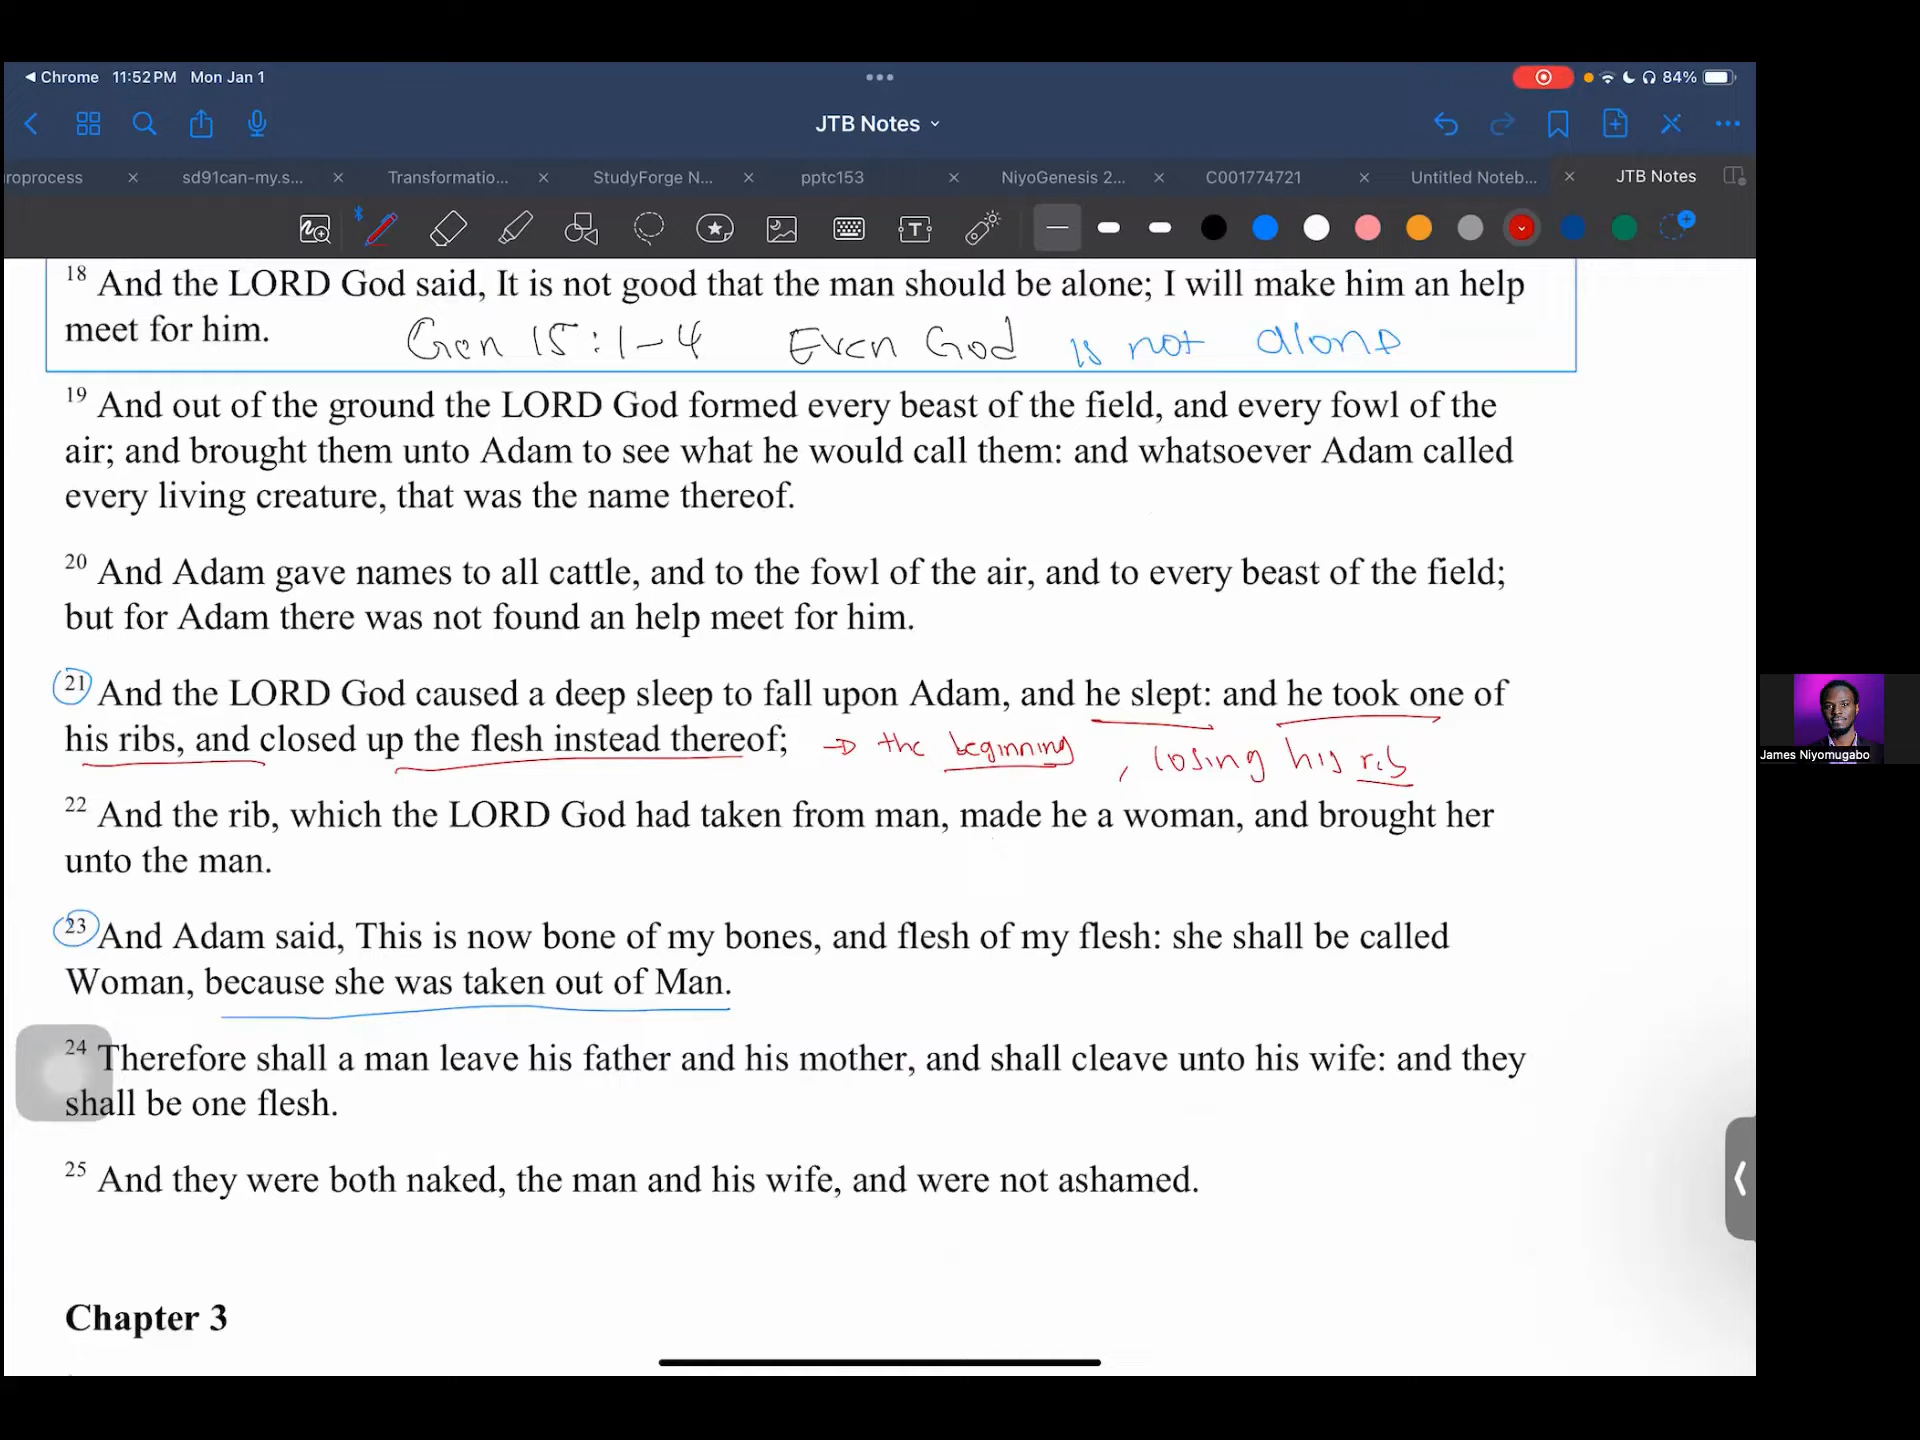 Chrome 11:52 PM Mon Jan 1 84%
JTB Notes
roprocess sd91can-my.s... Transformatio... StudyForge N... pptc153 NiyoGenesis 2... C001774721 Untitled Noteb... JTB Notes
18 And the LORD God said, It is not good that the man should be alone; I will make him an help
meet for him. Gen 15:1-4 Even God is not alone
19 And out of the ground the LORD God formed every beast of the field, and every fowl of the
air; and brought them unto Adam to see what he would call them: and whatsoever Adam called
every living creature, that was the name thereof.
20 And Adam gave names to all cattle, and to the fowl of the air, and to every beast of the field;
but for Adam there was not found an help meet for him.
21 And the LORD God caused a deep sleep to fall upon Adam, and he slept: and he took one of
his ribs, and closed up the flesh instead thereof; → the beginning, losing his rib
22 And the rib, which the LORD God had taken from man, made he a woman, and brought her
unto the man.
23 And Adam said, This is now bone of my bones, and flesh of my flesh: she shall be called
Woman, because she was taken out of Man.
24 Therefore shall a man leave his father and his mother, and shall cleave unto his wife: and they
shall be one flesh.
25 And they were both naked, the man and his wife, and were not ashamed.
Chapter 3
James Niyomugabo